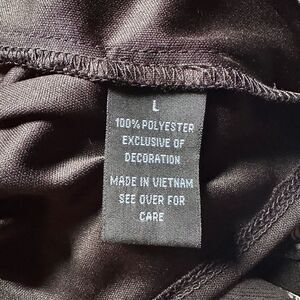 L
100% POLYESTER
EXCLUSIVE OF
DECORATION
MADE IN VIETNAM
SEE OVER FOR
CARE